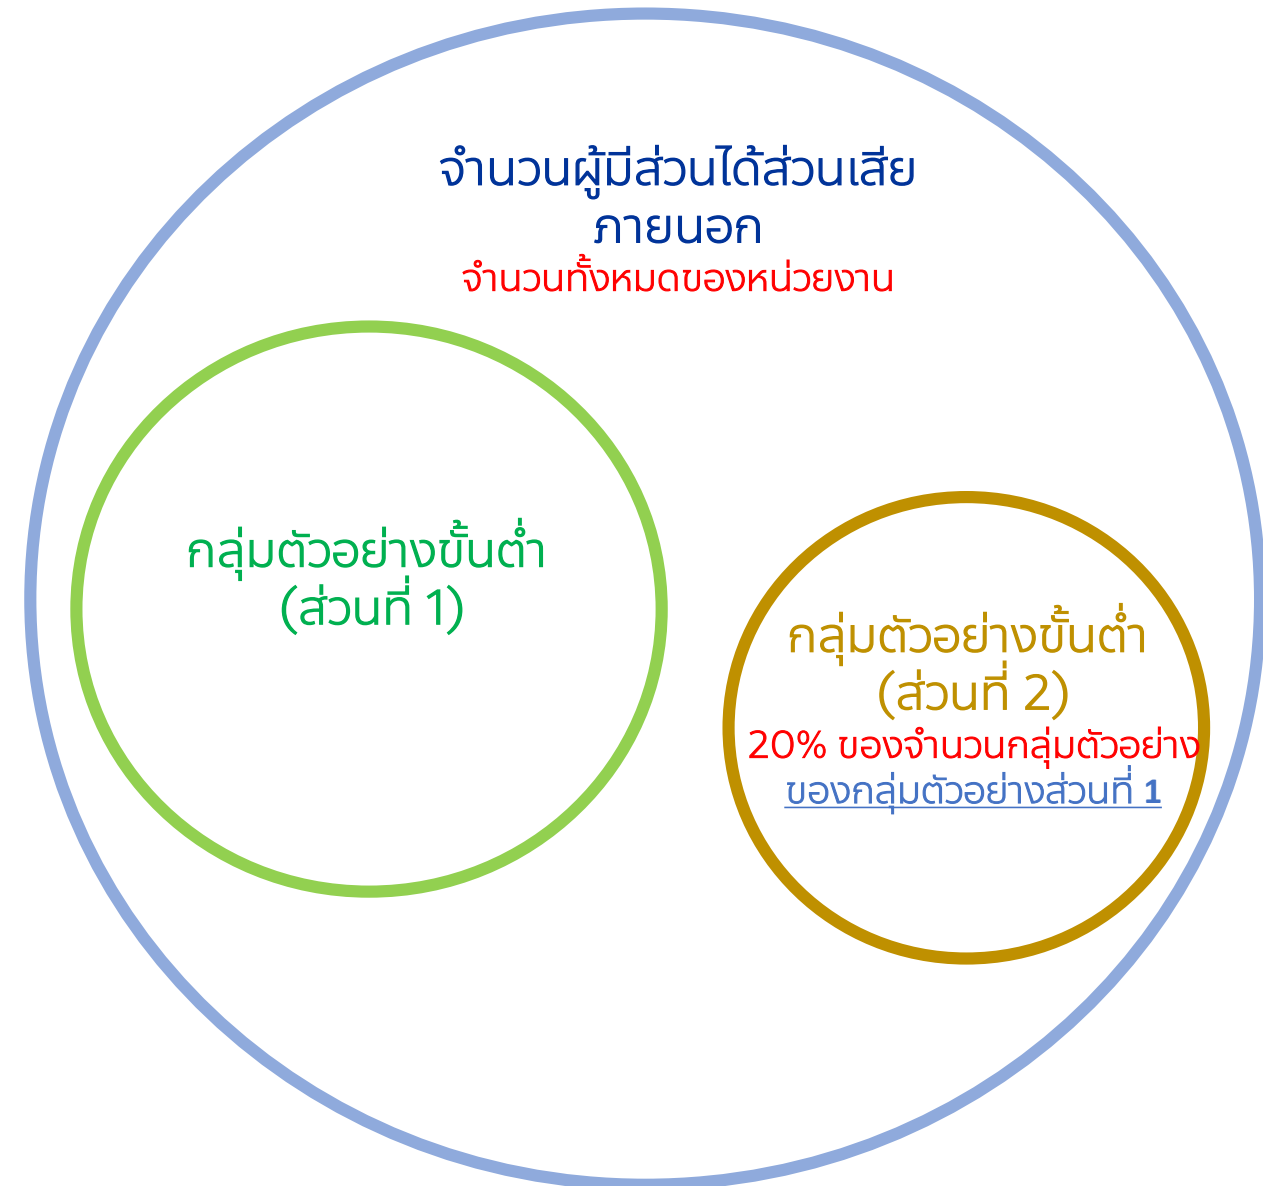 จำนวนผู้มีส่วนได้ส่วนเสีย
ภายนอก
จำนวนทั้งหมดของหน่วยงาน
กลุ่มตัวอย่างขั้นต่ำ
(ส่วนที่ 1)
กลุ่มตัวอย่างขั้นต่ำ
(ส่วนที่ 2)
20% ของจำนวนกลุ่มตัวอย่าง
ของกลุ่มตัวอย่างส่วนที่ 1